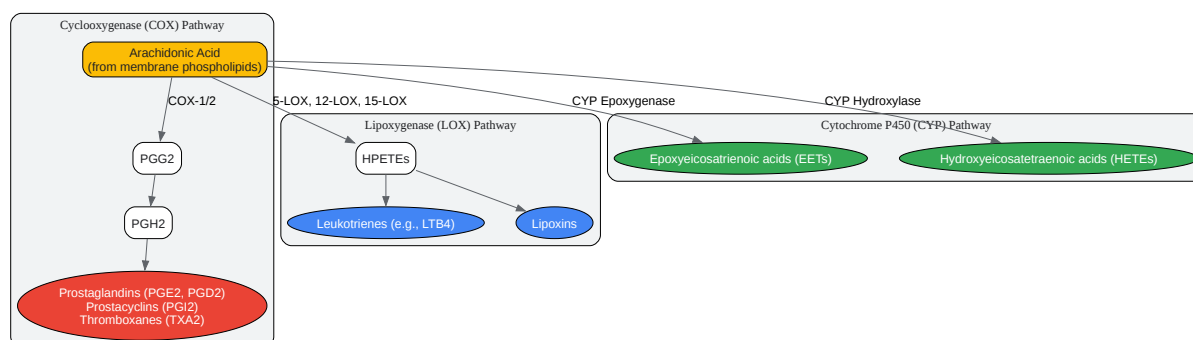 Cyclooxygenase (COX) Pathway
Arachidonic Acid
(from membrane phospholipids)
COX-1/2
5-LOX, 12-LOX, 15-LOX
CYP Epoxygenase
CYP Hydroxylase
Lipoxygenase (LOX) Pathway
Cytochrome P450 (CYP) Pathway
PGG2
HPETEs
Epoxyeicosatrienoic acids (EETs)
Hydroxyeicosatetraenoic acids (HETEs)
PGH2
Leukotrienes (e.g., LTB4)
Lipoxins
Prostaglandins (PGE2, PGD2)
Prostacyclins (PGI2)
Thromboxanes (TXA2)